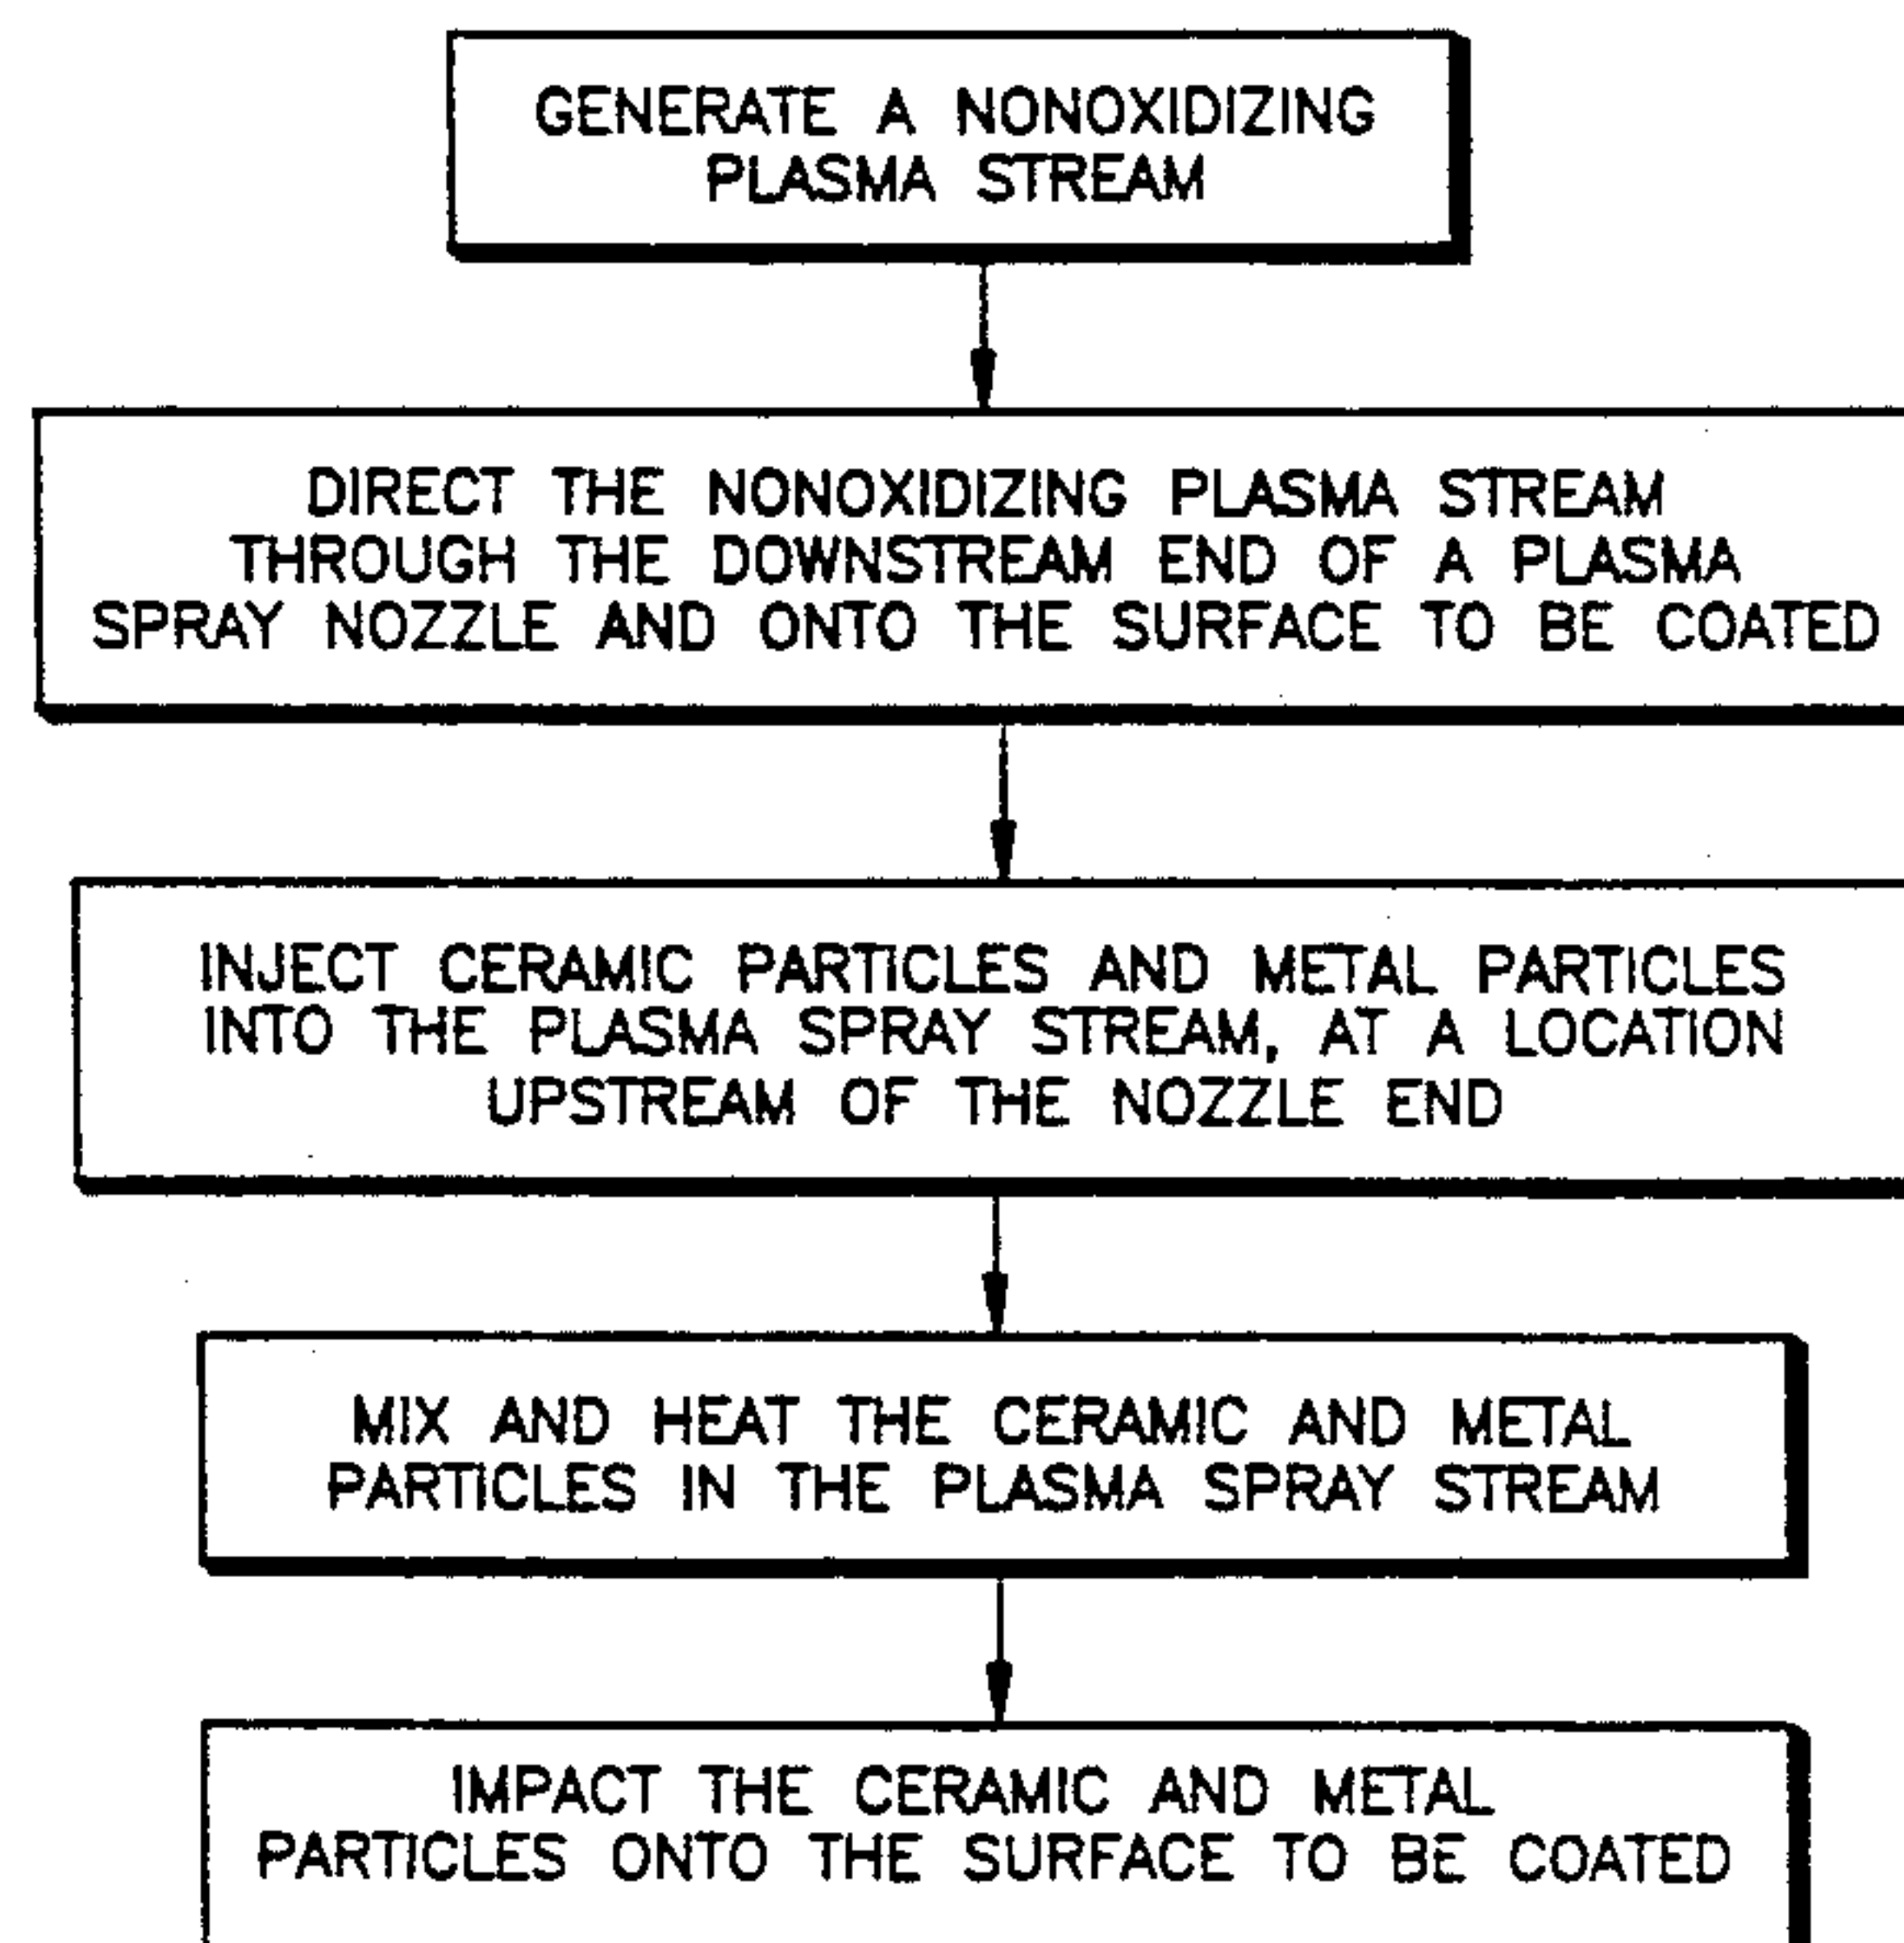 GENERATE A NONOXIDIZING
PLASMA STREAM
DIRECT THE NONOXIDIZING PLASMA STREAM
THROUGH THE DOWNSTREAM END OF A PLASMA
SPRAY NOZZLE AND ONTO THE SURFACE TO BE COATED
INJECT CERAMIC PARTICLES AND METAL PARTICLES
INTO THE PLASMA SPRAY STREAM, AT A LOCATION
UPSTREAM OF THE NOZZLE END
MIX AND HEAT THE CERAMIC AND METAL
PARTICLES IN THE PLASMA SPRAY STREAM
IMPACT THE CERAMIC AND METAL
PARTICLES ONTO THE SURFACE TO BE COATED